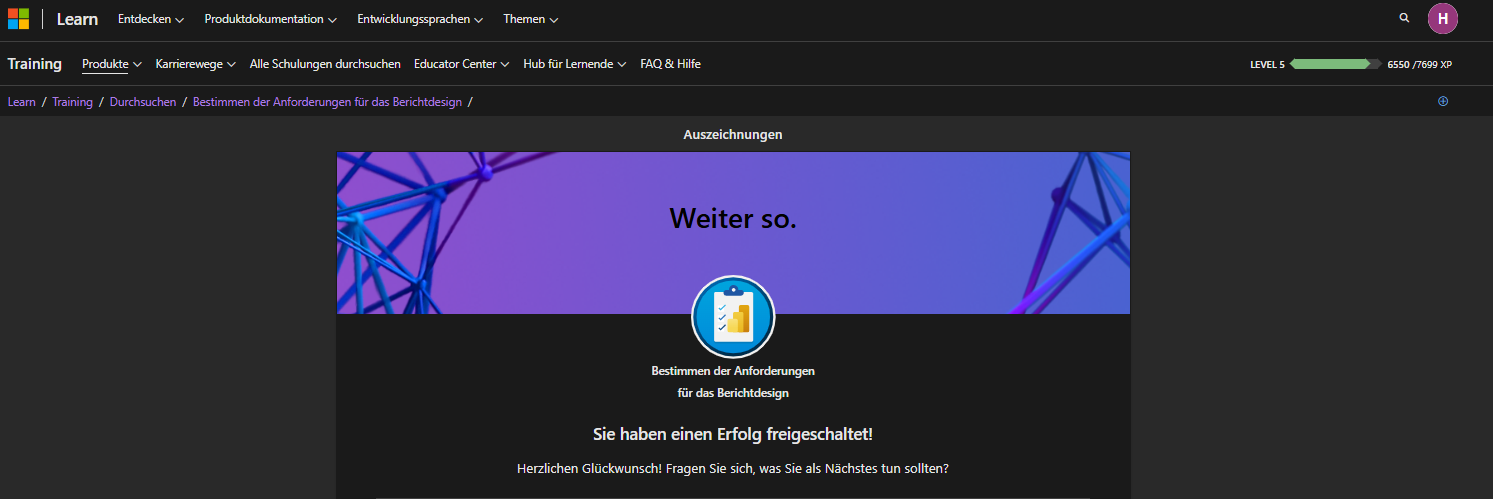 Learn Entdecken Produktdokumentation Entwicklungssprachen Themen H
Training Produkte Karrierewege Alle Schulungen durchsuchen Educator Center Hub für Lernende FAQ & Hilfe LEVEL 5 6550 /7699 XP
Learn / Training / Durchsuchen / Bestimmen der Anforderungen für das Berichtdesign /
Auszeichnungen
Weiter so.
Bestimmen der Anforderungen
für das Berichtdesign
Sie haben einen Erfolg freigeschaltet!
Herzlichen Glückwunsch! Fragen Sie sich, was Sie als Nächstes tun sollten?